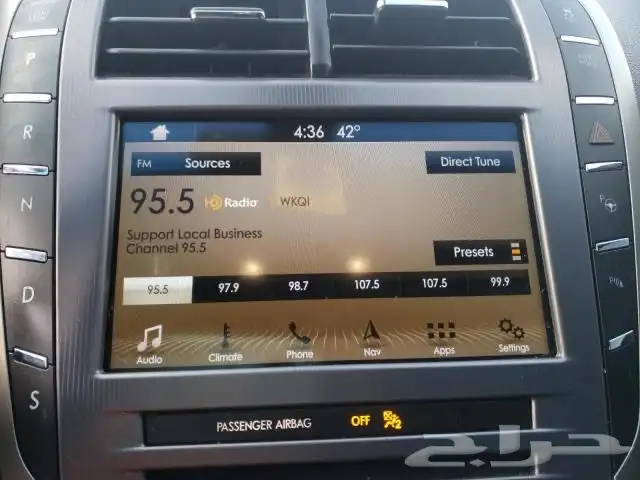 4:36 42°
FM Sources
Direct Tune
95.5 HD Radio WKQI
Support Local Business
Channel 95.5
Presets
95.5 97.9 98.7 107.5 107.5 99.9
Audio Climate Phone Nav Apps Settings
P
R
N
D
S
PASSENGER AIRBAG OFF 2
P
حراج